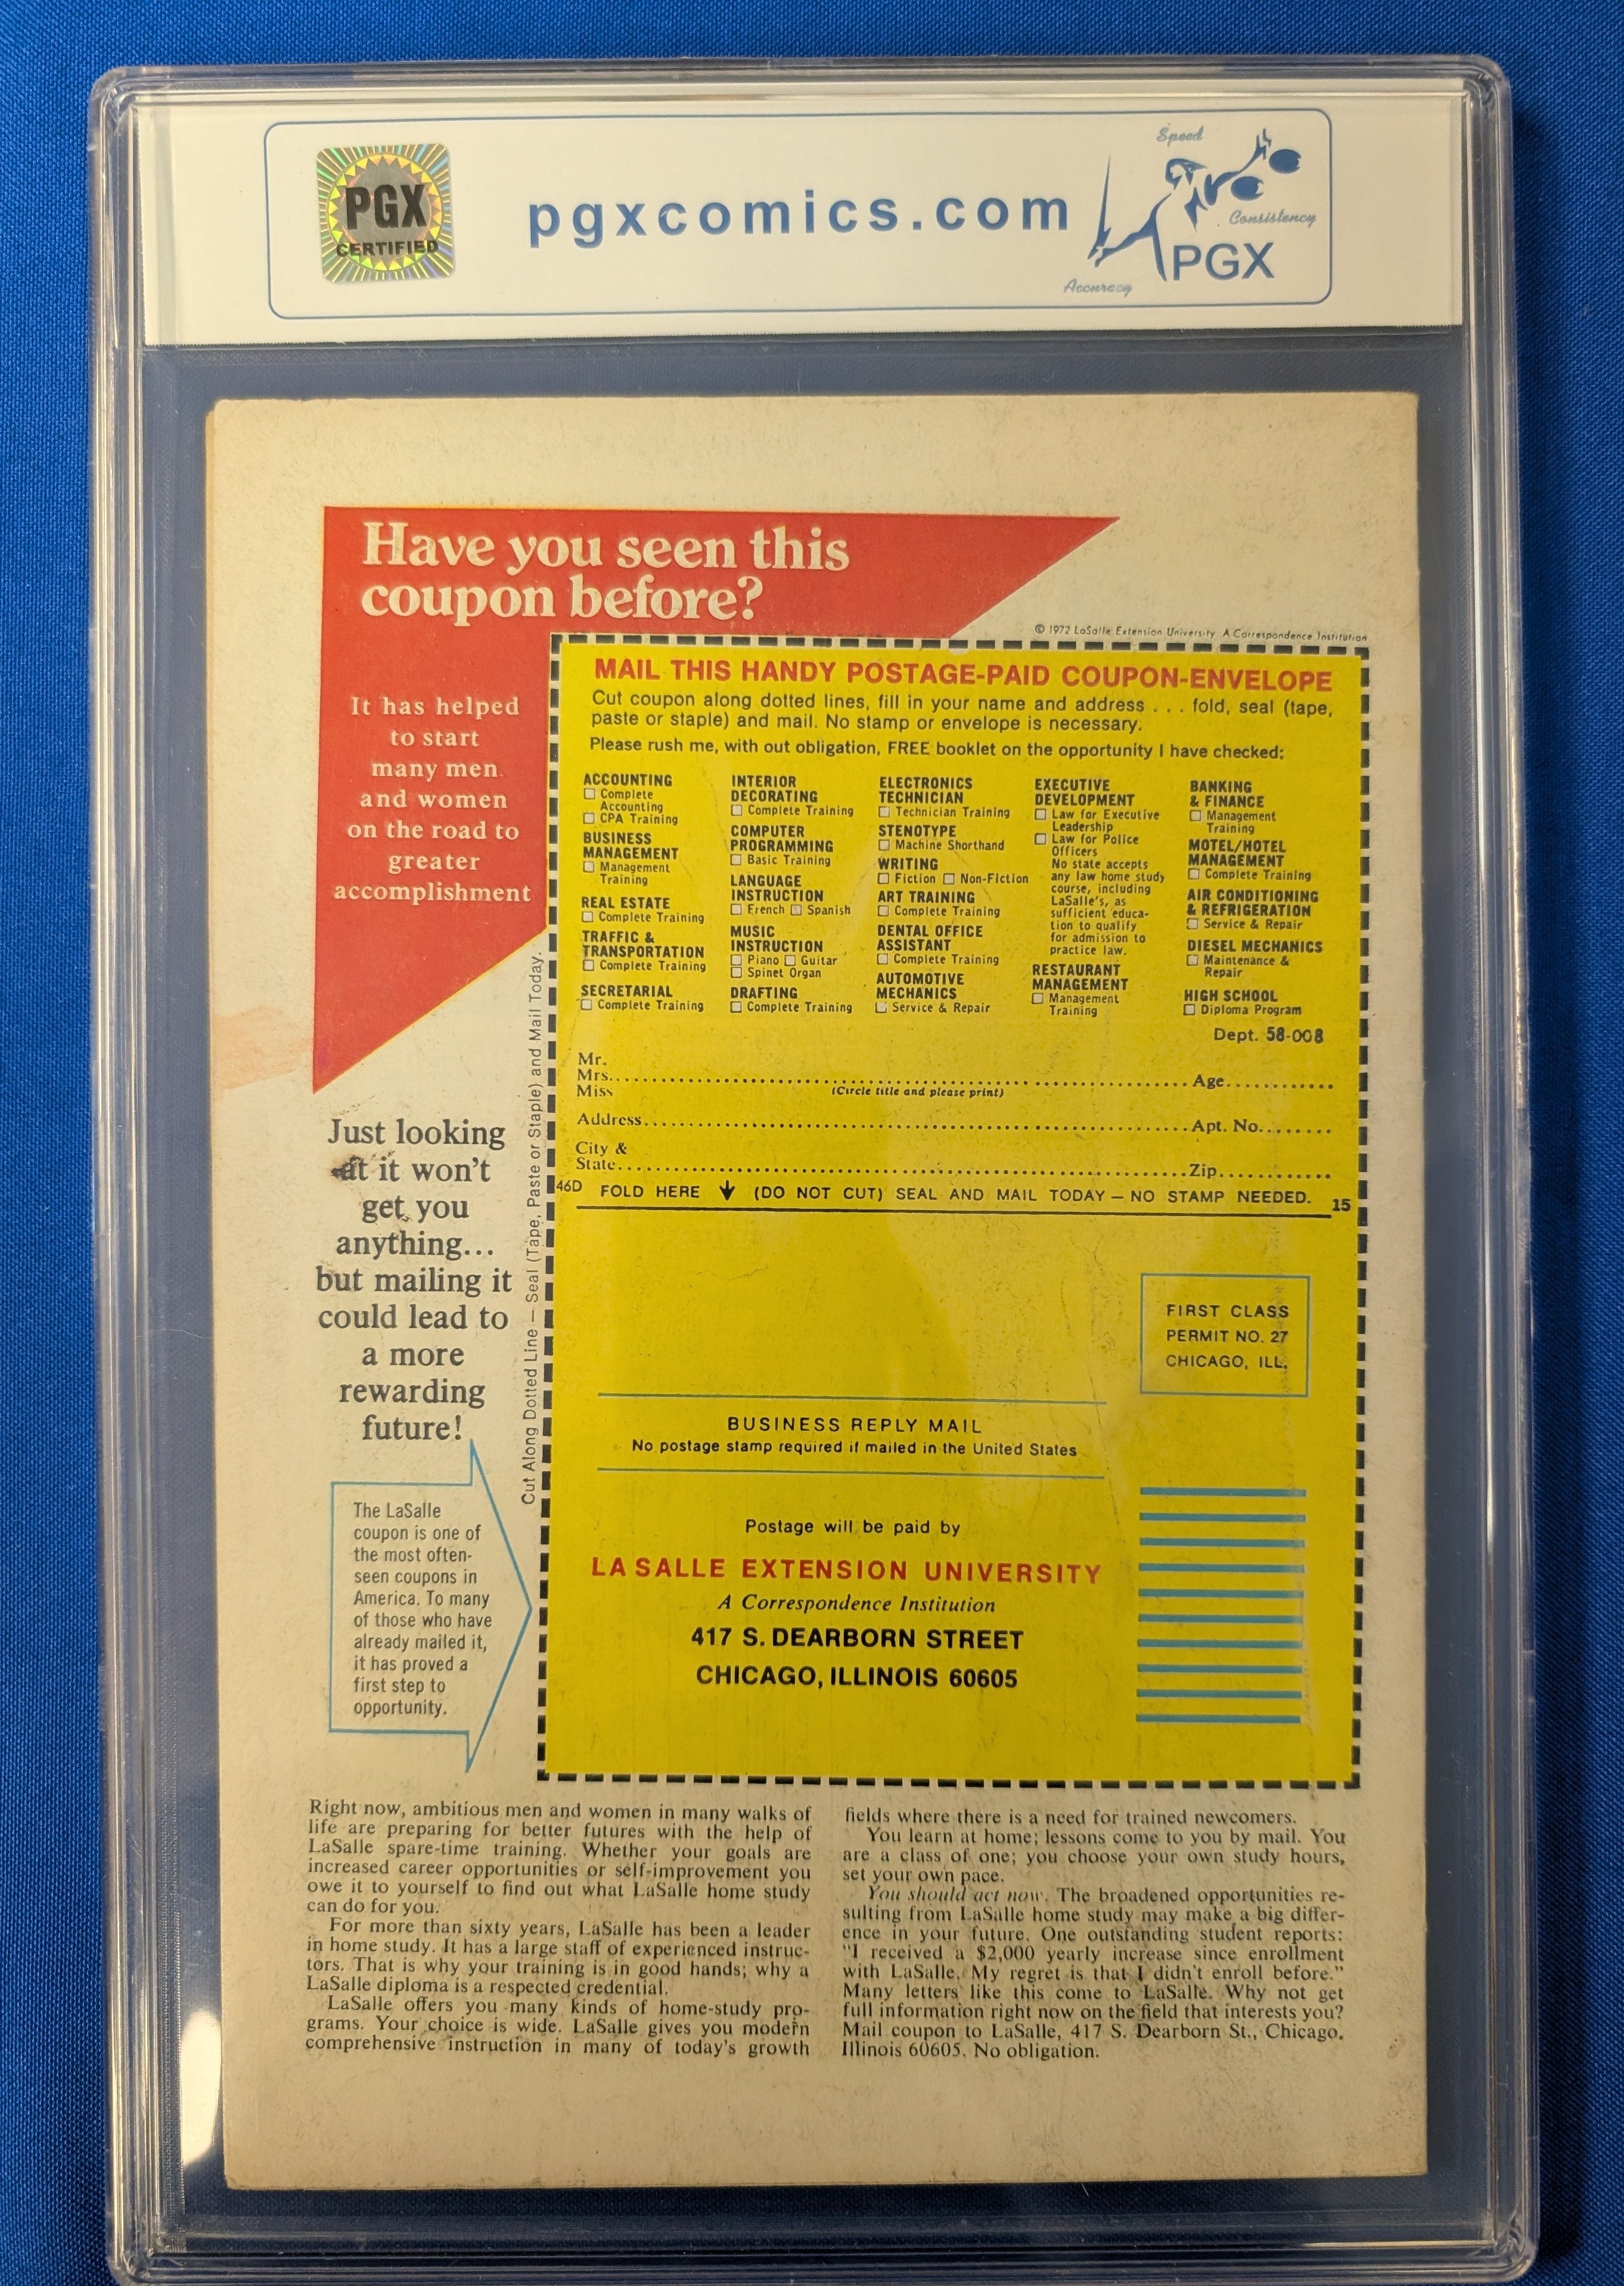 PGX
CERTIFIED
pgxcomics.com
Speed
Consistency
PGX
Accuracy
Have you seen this
coupon before?
It has helped
to start
many men
and women
on the road to
greater
accomplishment
© 1972 LaSalle Extension University A Correspondence Institution
MAIL THIS HANDY POSTAGE-PAID COUPON-ENVELOPE
Cut coupon along dotted lines, fill in your name and address . . . fold, seal (tape,
paste or staple) and mail. No stamp or envelope is necessary.
Please rush me, with out obligation, FREE booklet on the opportunity I have checked:
ACCOUNTING
Complete
Accounting
CPA Training
BUSINESS
MANAGEMENT
Management
Training
REAL ESTATE
Complete Training
TRAFFIC &
TRANSPORTATION
Complete Training
SECRETARIAL
Complete Training
INTERIOR
DECORATING
Complete Training
COMPUTER
PROGRAMMING
Basic Training
LANGUAGE
INSTRUCTION
French Spanish
MUSIC
INSTRUCTION
Piano Guitar
Spinet Organ
DRAFTING
Complete Training
ELECTRONICS
TECHNICIAN
Technician Training
STENOTYPE
Machine Shorthand
WRITING
Fiction Non-Fiction
ART TRAINING
Complete Training
DENTAL OFFICE
ASSISTANT
Complete Training
AUTOMOTIVE
MECHANICS
Service & Repair
EXECUTIVE
DEVELOPMENT
Law for Executive
Leadership
Law for Police
Officers
No state accepts
any law home study
course, including
LaSalle's, as
sufficient educa-
tion to qualify
for admission to
practice law.
RESTAURANT
MANAGEMENT
Management
Training
BANKING
& FINANCE
Management
Training
MOTEL/HOTEL
MANAGEMENT
Complete Training
AIR CONDITIONING
& REFRIGERATION
Service & Repair
DIESEL MECHANICS
Maintenance &
Repair
HIGH SCHOOL
Diploma Program
Dept. 58-008
Mr.
Mrs. Age
Miss (Circle title and please print)
Address Apt. No.
City &
State Zip
46D FOLD HERE (DO NOT CUT) SEAL AND MAIL TODAY — NO STAMP NEEDED. 15
Cut Along Dotted Line — Seal (Tape, Paste or Staple) and Mail Today.
Just looking
at it won't
get you
anything...
but mailing it
could lead to
a more
rewarding
future!
FIRST CLASS
PERMIT NO. 27
CHICAGO, ILL.
BUSINESS REPLY MAIL
No postage stamp required if mailed in the United States
Postage will be paid by
LA SALLE EXTENSION UNIVERSITY
A Correspondence Institution
417 S. DEARBORN STREET
CHICAGO, ILLINOIS 60605
The LaSalle
coupon is one of
the most often-
seen coupons in
America. To many
of those who have
already mailed it,
it has proved a
first step to
opportunity.
Right now, ambitious men and women in many walks of
life are preparing for better futures with the help of
LaSalle spare-time training. Whether your goals are
increased career opportunities or self-improvement you
owe it to yourself to find out what LaSalle home study
can do for you.
For more than sixty years, LaSalle has been a leader
in home study. It has a large staff of experienced instruc-
tors. That is why your training is in good hands; why a
LaSalle diploma is a respected credential.
LaSalle offers you many kinds of home-study pro-
grams. Your choice is wide. LaSalle gives you modern
comprehensive instruction in many of today's growth
fields where there is a need for trained newcomers.
You learn at home; lessons come to you by mail. You
are a class of one; you choose your own study hours,
set your own pace.
You should act now. The broadened opportunities re-
sulting from LaSalle home study may make a big differ-
ence in your future. One outstanding student reports:
"I received a $2,000 yearly increase since enrollment
with LaSalle. My regret is that I didn't enroll before."
Many letters like this come to LaSalle. Why not get
full information right now on the field that interests you?
Mail coupon to LaSalle, 417 S. Dearborn St., Chicago,
Illinois 60605. No obligation.